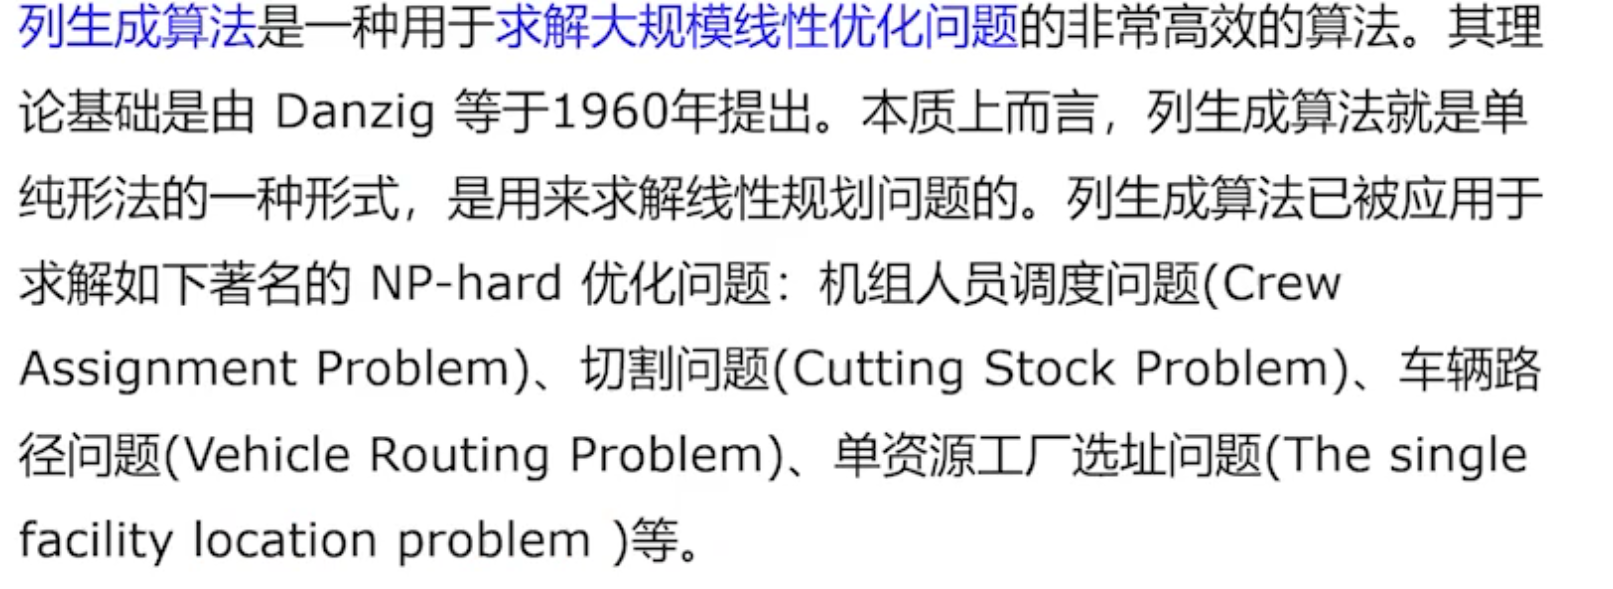 列生成算法是一种用于求解大规模线性优化问题的非常高效的算法。其理
论基础是由 Danzig 等于1960年提出。本质上而言，列生成算法就是单
纯形法的一种形式，是用来求解线性规划问题的。列生成算法已被应用于
求解如下著名的 NP-hard 优化问题：机组人员调度问题(Crew
Assignment Problem)、切割问题(Cutting Stock Problem)、车辆路
径问题(Vehicle Routing Problem)、单资源工厂选址问题(The single
facility location problem )等。